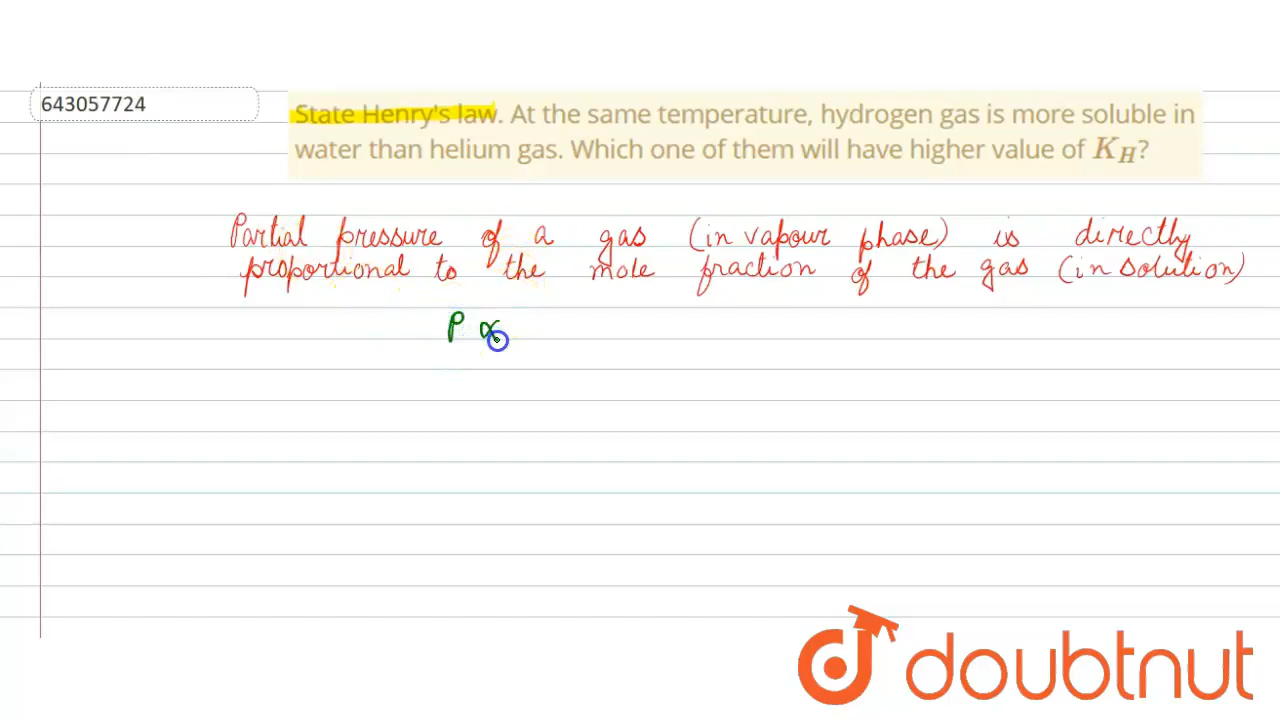 643057724
State Henry's law. At the same temperature, hydrogen gas is more soluble in
water than helium gas. Which one of them will have higher value of K_H?
Partial pressure of a gas (in vapour phase) is directly
proportional to the mole fraction of the gas (in solution)
P ∝
doubtnut